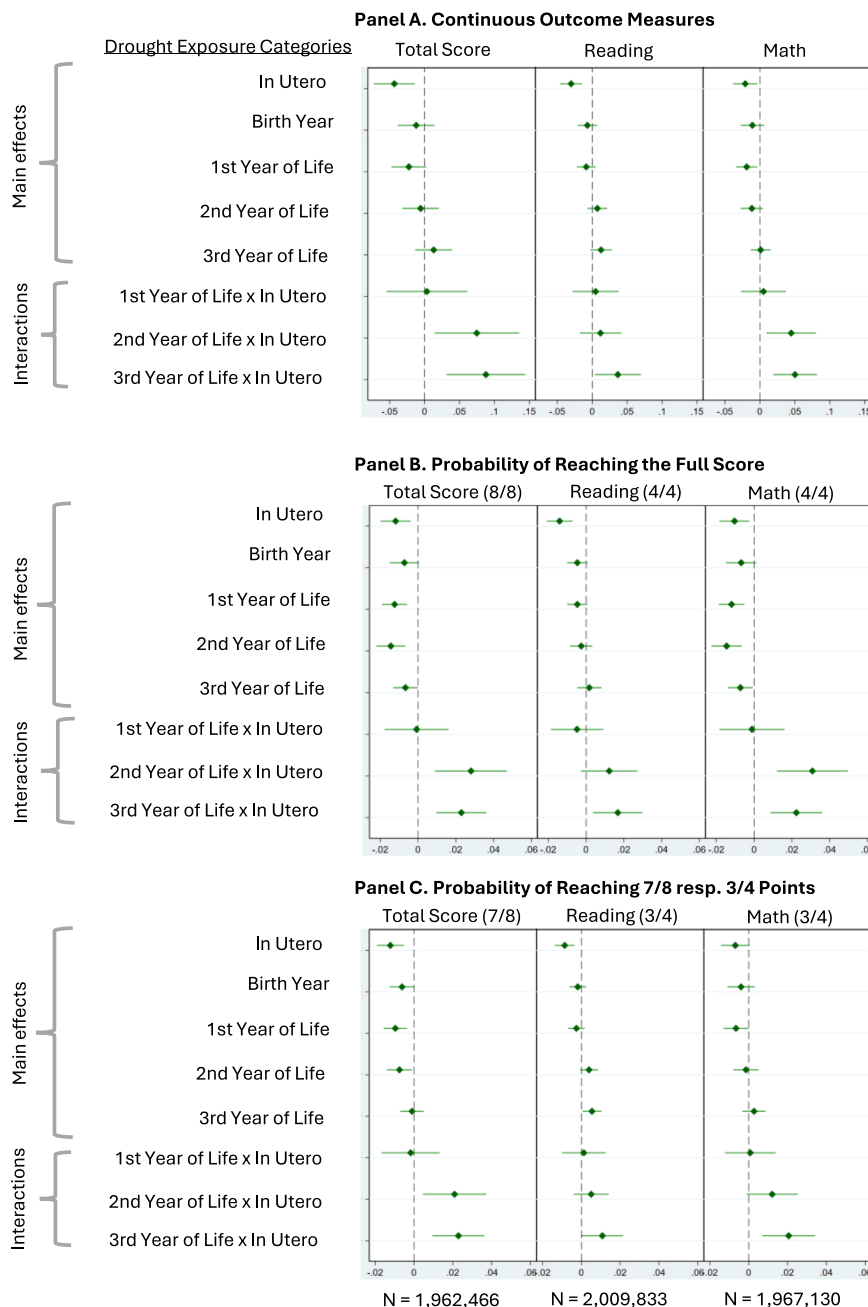 Panel A. Continuous Outcome Measures
Drought Exposure Categories Total Score Reading Math
Main effects
In Utero
Birth Year
1st Year of Life
2nd Year of Life
3rd Year of Life
Interactions
1st Year of Life x In Utero
2nd Year of Life x In Utero
3rd Year of Life x In Utero
-.05 0 .05 .1 .15 -.05 0 .05 .1 .15 -.05 0 .05 .1 .15
Panel B. Probability of Reaching the Full Score
Total Score (8/8) Reading (4/4) Math (4/4)
Main effects
In Utero
Birth Year
1st Year of Life
2nd Year of Life
3rd Year of Life
Interactions
1st Year of Life x In Utero
2nd Year of Life x In Utero
3rd Year of Life x In Utero
-.02 0 .02 .04 .06 -.02 0 .02 .04 .06 -.02 0 .02 .04 .06
Panel C. Probability of Reaching 7/8 resp. 3/4 Points
Total Score (7/8) Reading (3/4) Math (3/4)
Main effects
In Utero
Birth Year
1st Year of Life
2nd Year of Life
3rd Year of Life
Interactions
1st Year of Life x In Utero
2nd Year of Life x In Utero
3rd Year of Life x In Utero
-.02 0 .02 .04 .06 -.02 0 .02 .04 .06 -.02 0 .02 .04 .06
N = 1,962,466 N = 2,009,833 N = 1,967,130